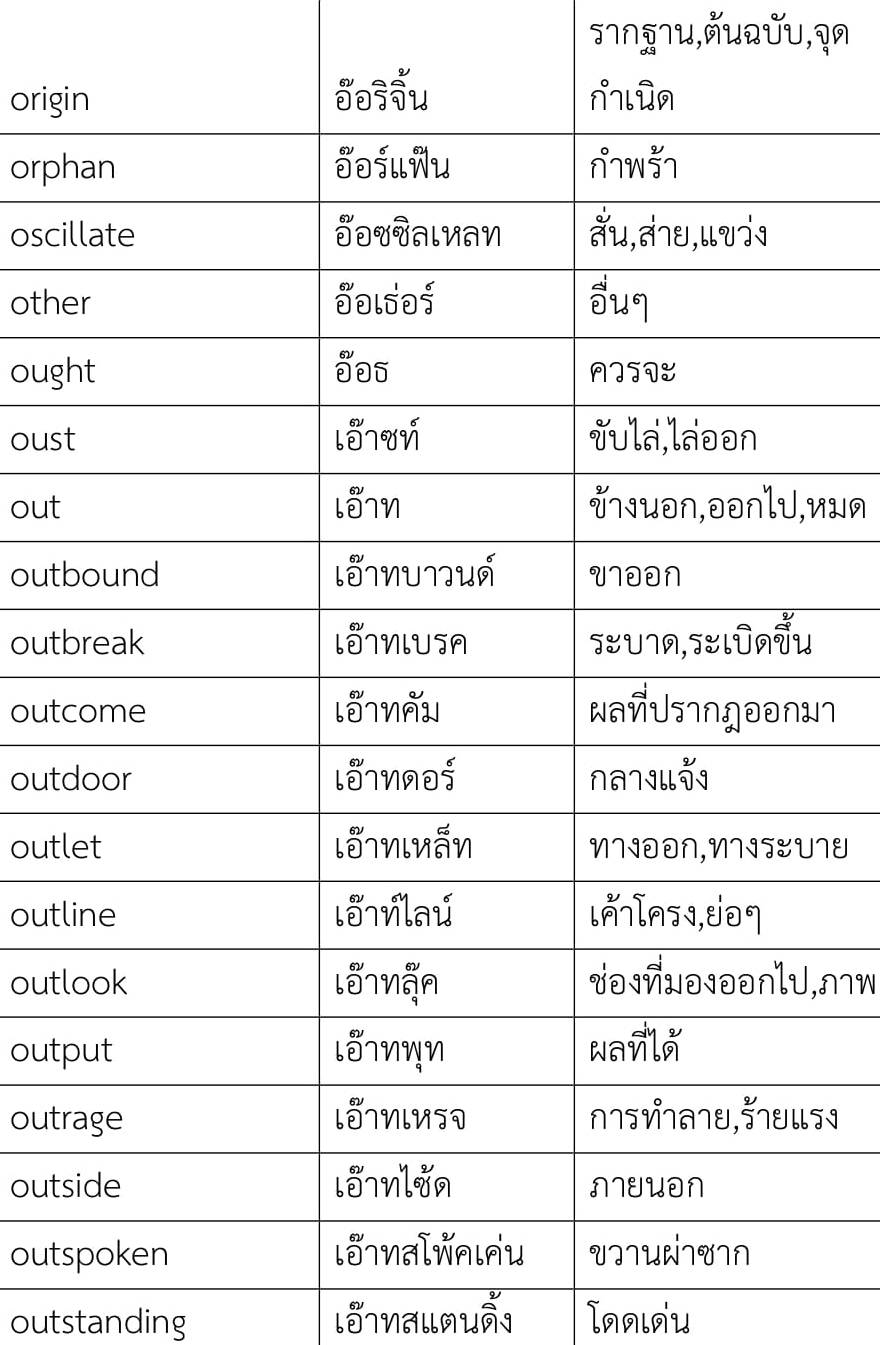 รากฐาน,ต้นฉบับ,จุด
origin อ๊อริจิ้น กำเนิด
orphan อ๊อร์แฟ๊น กำพร้า
oscillate อ๊อซซิลเหลท สั่น,ส่าย,แขว่ง
other อ๊อเธ่อร์ อื่นๆ
ought อ๊อธ ควรจะ
oust เอ๊าซท์ ขับไล่,ไล่ออก
out เอ๊าท ข้างนอก,ออกไป,หมด
outbound เอ๊าทบาวนด์ ขาออก
outbreak เอ๊าทเบรค ระบาด,ระเบิดขึ้น
outcome เอ๊าทคัม ผลที่ปรากฎออกมา
outdoor เอ๊าทดอร์ กลางแจ้ง
outlet เอ๊าทเหล็ท ทางออก,ทางระบาย
outline เอ๊าท์ไลน์ เค้าโครง,ย่อๆ
outlook เอ๊าทลุ๊ค ช่องที่มองออกไป,ภาพ
output เอ๊าทพุท ผลที่ได้
outrage เอ๊าทเหรจ การทำลาย,ร้ายแรง
outside เอ๊าทไซ้ด ภายนอก
outspoken เอ๊าทสโพ้คเค่น ขวานผ่าซาก
outstanding เอ๊าทสแตนดิ้ง โดดเด่น